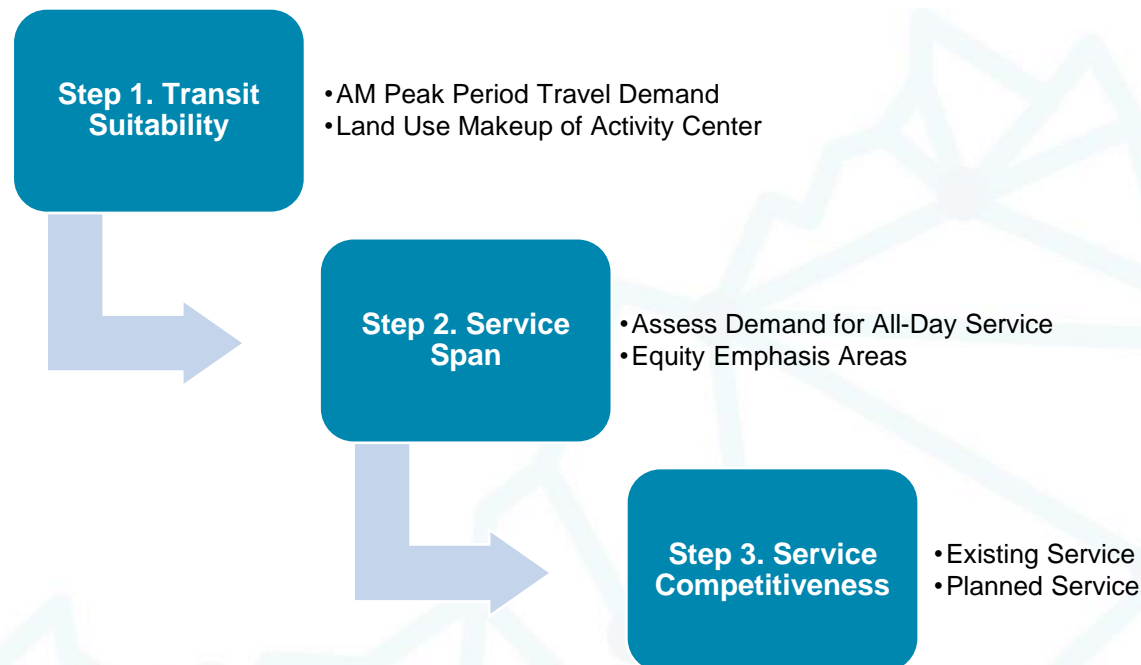 Step 1. Transit
Suitability
•AM Peak Period Travel Demand
•Land Use Makeup of Activity Center
Step 2. Service
Span
•Assess Demand for All-Day Service
•Equity Emphasis Areas
Step 3. Service
Competitiveness
•Existing Service
•Planned Service